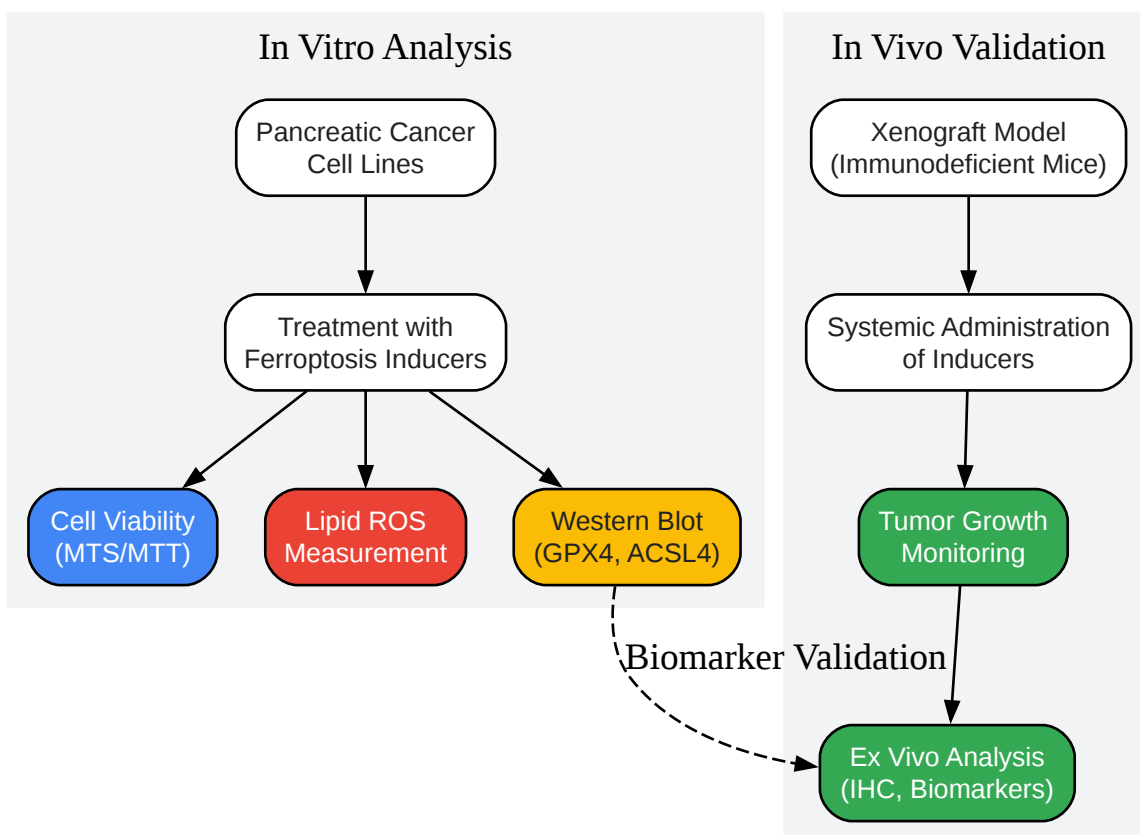 In Vitro Analysis
Pancreatic Cancer
Cell Lines
Treatment with
Ferroptosis Inducers
Cell Viability
(MTS/MTT)
Lipid ROS
Measurement
Western Blot
(GPX4, ACSL4)
Biomarker Validation
In Vivo Validation
Xenograft Model
(Immunodeficient Mice)
Systemic Administration
of Inducers
Tumor Growth
Monitoring
Ex Vivo Analysis
(IHC, Biomarkers)